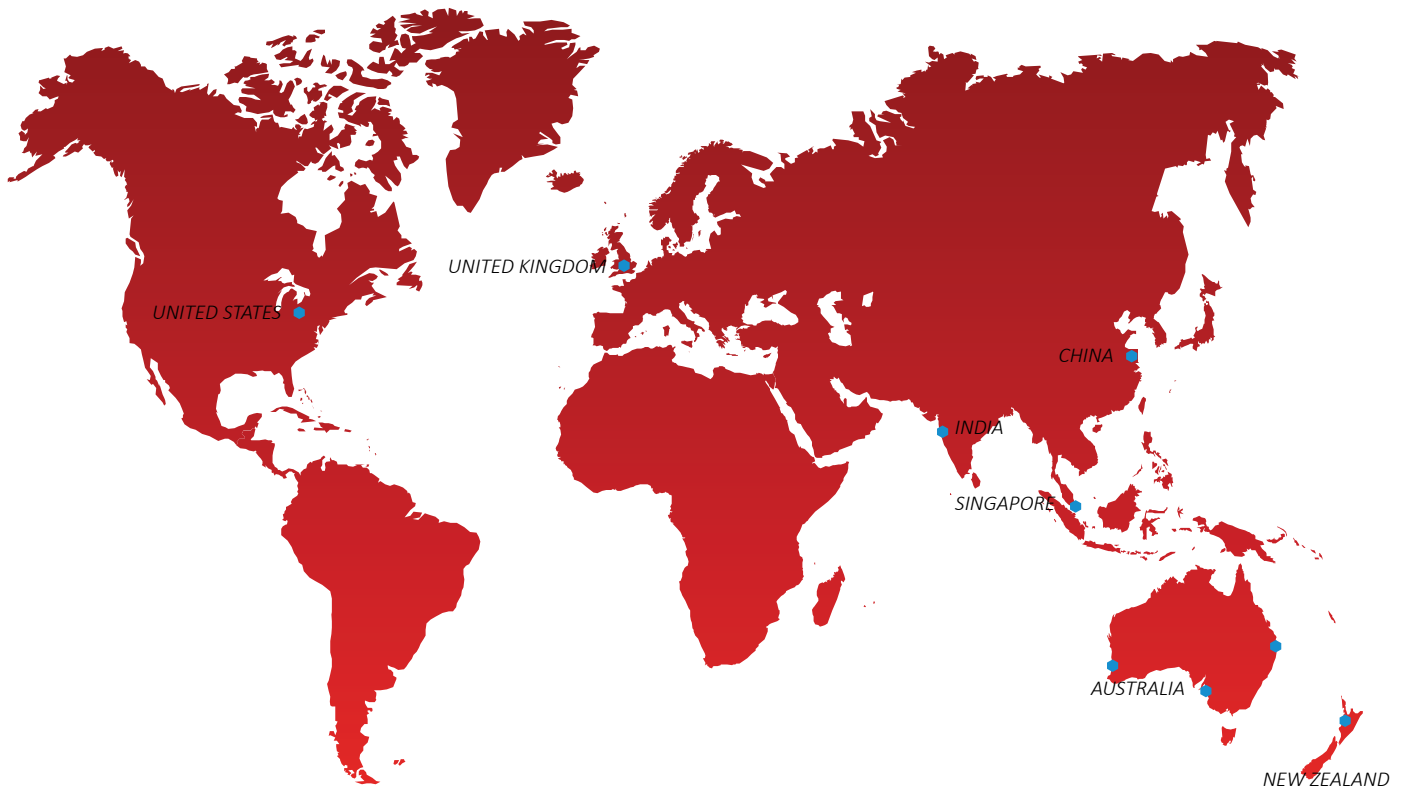 UNITED KINGDOM
UNITED STATES
CHINA
INDIA
SINGAPORE
AUSTRALIA
NEW ZEALAND